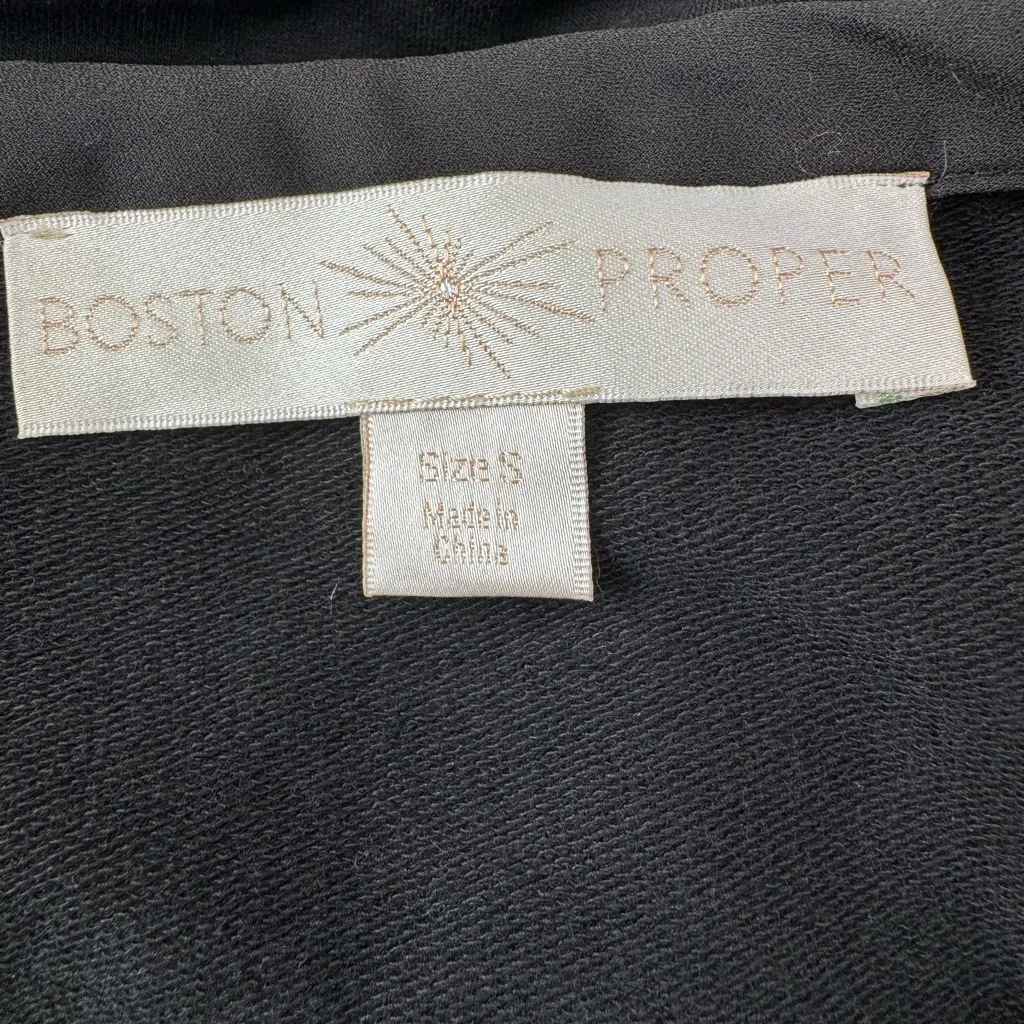 BOSTON PROPER
Size S
Made in
China